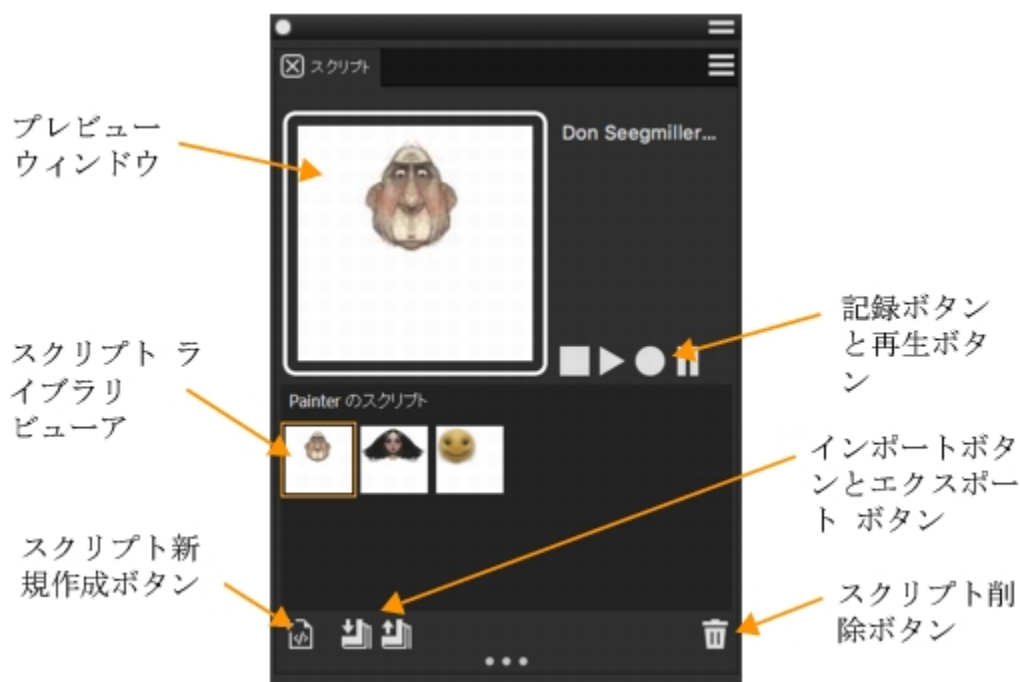 スクリプト
プレビュー
ウィンドウ
Don Seegmiller...
記録ボタン
と再生ボタ
ン
スクリプト ラ
イブラリ
ビューア
Painter のスクリプト
インポートボタ
ンとエクスポー
ト ボタン
スクリプト新
規作成ボタン
スクリプト削
除ボタン